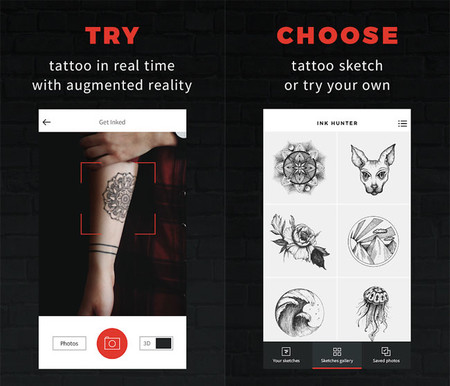 TRY
tattoo in real time
with augmented reality
Get Inked
Photos
3D
CHOOSE
tattoo sketch
or try your own
INK HUNTER
Your sketches
Sketches gallery
Saved photos